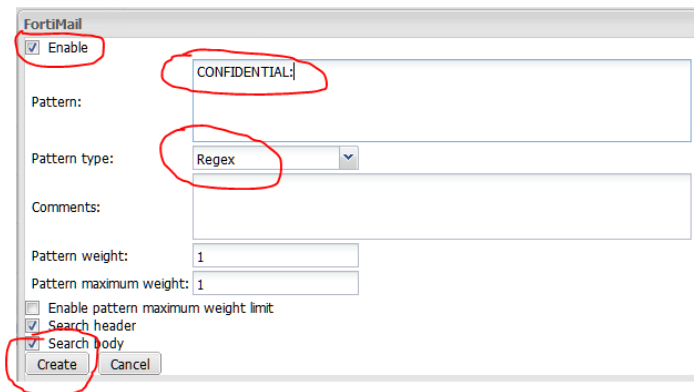 FortiMail
Enable
CONFIDENTIAL:
Pattern:
Pattern type: Regex
Comments:
Pattern weight: 1
Pattern maximum weight: 1
Enable pattern maximum weight limit
Search header
Search body
Create Cancel